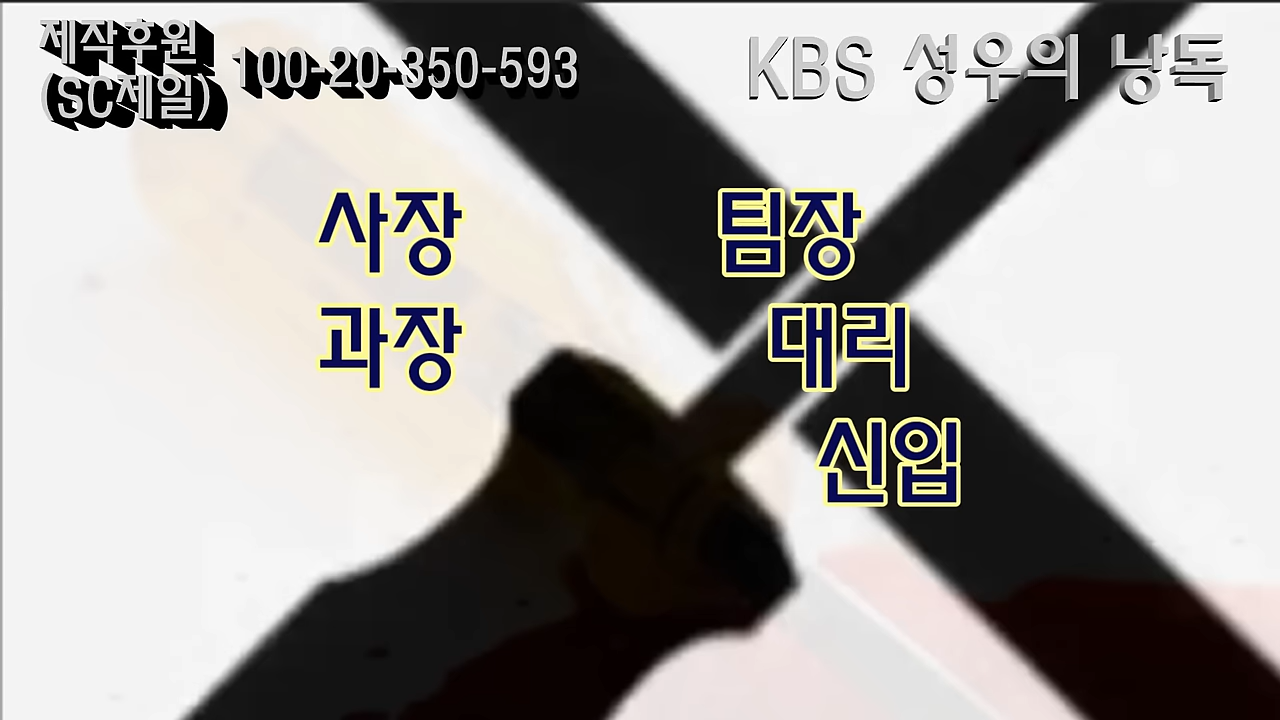 제작후원
(SC제일)
100-20-350-593
KBS 성우의 낭독
사장
팀장
과장
대리
신입